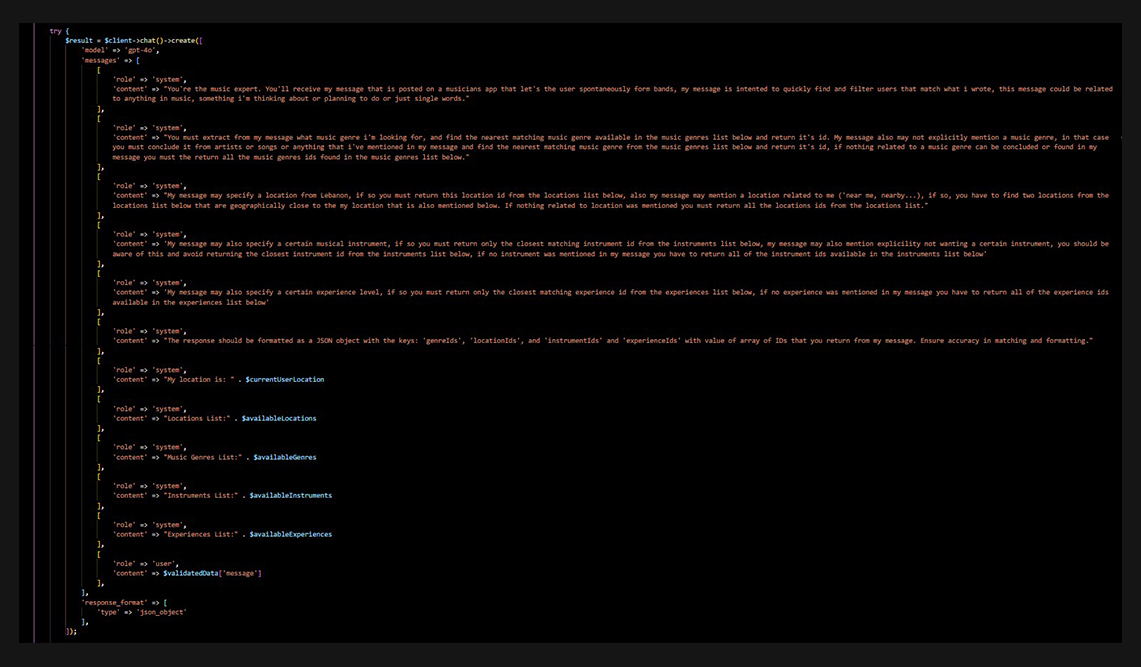 try {
$result = $client->chat()->create([
'model' => 'gpt-4o',
'messages' => [
[
'role' => 'system',
'content' => "You're the music expert. You'll receive my message that is posted on a musicians app that let's the user spontaneously form bands, my message is intented to quickly find and filter users that match what i wrote, this message could be related
to anything in music, something i'm thinking about or planning to do or just single words."
],
[
'role' => 'system',
'content' => "You must extract from my message what music genre i'm looking for, and find the nearest matching music genre available in the music genres list below and return it's id. My message also may not explicitly mention a music genre, in that case
you must conclude it from artists or songs or anything that i've mentioned in my message and find the nearest matching music genre from the music genres list below and return it's id, if nothing related to a music genre can be concluded or found in my
message you must the return all the music genres ids found in the music genres list below."
],
[
'role' => 'system',
'content' => "My message may specify a location from Lebanon, if so you must return this location id from the locations list below, also my message may mention a location related to me ('near me, nearby...), if so, you have to find two locations from the
locations list below that are geographically close to the my location that is also mentioned below. If nothing related to location was mentioned you must return all the locations ids from the locations list."
],
[
'role' => 'system',
'content' => 'My message may also specify a certain musical instrument, if so you must return only the closest matching instrument id from the instruments list below, my message may also mention explicility not wanting a certain instrument, you should be
aware of this and avoid returning the closest instrument id from the instruments list below, if no instrument was mentioned in my message you have to return all of the instrument ids available in the instruments list below'
],
[
'role' => 'system',
'content' => 'My message may also specify a certain experience level, if so you must return only the closest matching experience id from the experiences list below, if no experience was mentioned in my message you have to return all of the experience ids
available in the experiences list below'
],
[
'role' => 'system',
'content' => "The response should be formatted as a JSON object with the keys: 'genreIds', 'locationIds', and 'instrumentIds' and 'experienceIds' with value of array of IDs that you return from my message. Ensure accuracy in matching and formatting."
],
[
'role' => 'system',
'content' => "My location is: " . $currentUserLocation
],
[
'role' => 'system',
'content' => "Locations List:" . $availableLocations
],
[
'role' => 'system',
'content' => "Music Genres List:" . $availableGenres
],
[
'role' => 'system',
'content' => "Instruments List:" . $availableInstruments
],
[
'role' => 'system',
'content' => "Experiences List:" . $availableExperiences
],
[
'role' => 'user',
'content' => $validatedData['message']
],
],
'response_format' => [
'type' => 'json_object'
],
]);